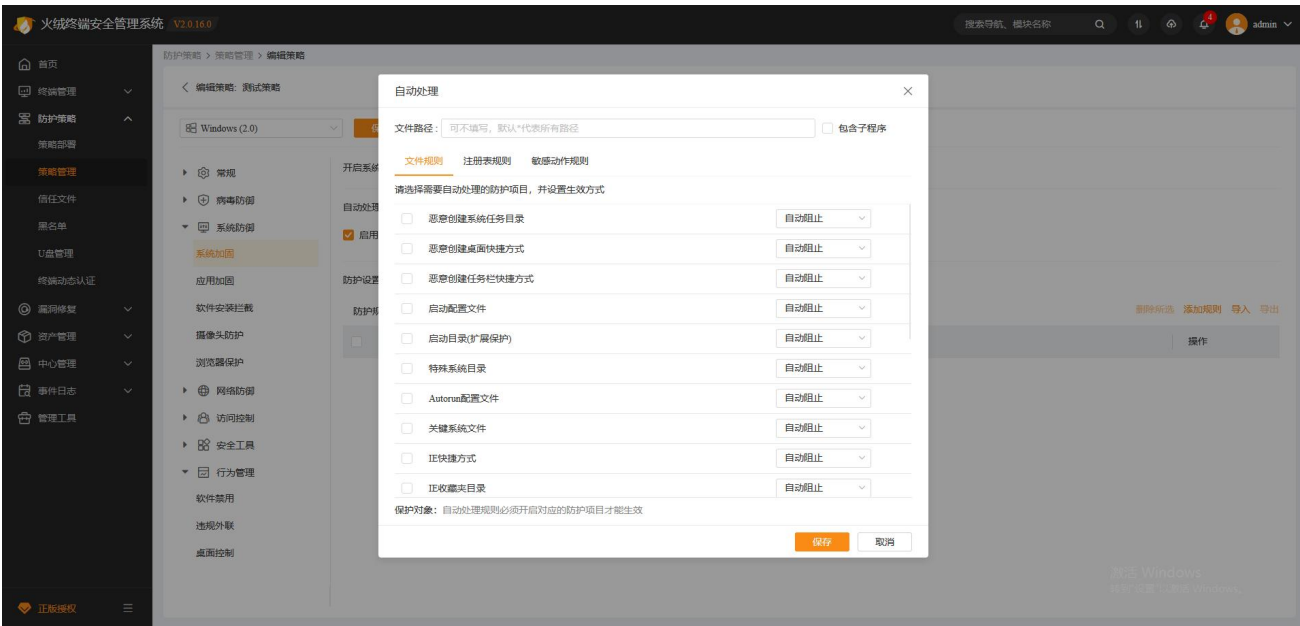 火绒终端安全管理系统 V2.0.16.0
搜索导航、模块名称
4
admin
首页
终端管理
防护策略
策略部署
策略管理
信任文件
黑名单
U盘管理
终端动态认证
漏洞修复
资产管理
中心管理
事件日志
管理工具
正版授权
防护策略 > 策略管理 > 编辑策略
编辑策略: 测试策略
Windows (2.0)
常规
病毒防御
系统防御
系统加固
应用加固
软件安装拦截
摄像头防护
浏览器保护
网络防御
访问控制
安全工具
行为管理
软件禁用
违规外联
桌面控制
开启系统
自动处理
启用
防护设置
防护规
删除所选 添加规则 导入 导出
操作
自动处理
文件路径: 可不填写，默认*代表所有路径 包含子程序
文件规则 注册表规则 敏感动作规则
请选择需要自动处理的防护项目，并设置生效方式
恶意创建系统任务目录 自动阻止
恶意创建桌面快捷方式 自动阻止
恶意创建任务栏快捷方式 自动阻止
启动配置文件 自动阻止
启动目录(扩展保护) 自动阻止
特殊系统目录 自动阻止
Autorun配置文件 自动阻止
关键系统文件 自动阻止
IE快捷方式 自动阻止
IE收藏夹目录 自动阻止
保护对象: 自动处理规则必须开启对应的防护项目才能生效
保存 取消
激活 Windows